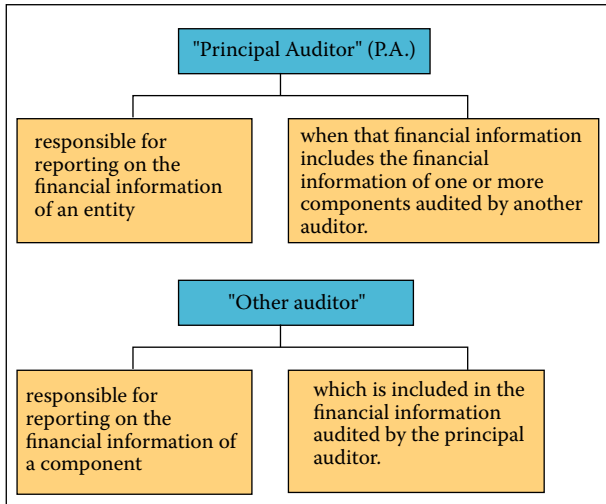 "Principal Auditor" (P.A.)
responsible for
reporting on the
financial information
of an entity
when that financial information
includes the financial
information of one or more
components audited by another
auditor.
"Other auditor"
responsible for
reporting on the
financial information of
a component
which is included in the
financial information
audited by the principal
auditor.